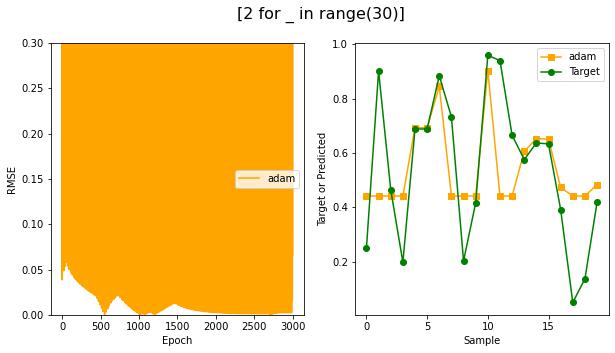 [2 for _ in range(30)]
0.30
0.25
0.20
0.15
0.10
0.05
0.00
RMSE
adam
0
500
1000
1500
2000
2500
3000
Epoch
1.0
0.8
0.6
0.4
0.2
Target or Predicted
adam
Target
0
5
10
15
Sample